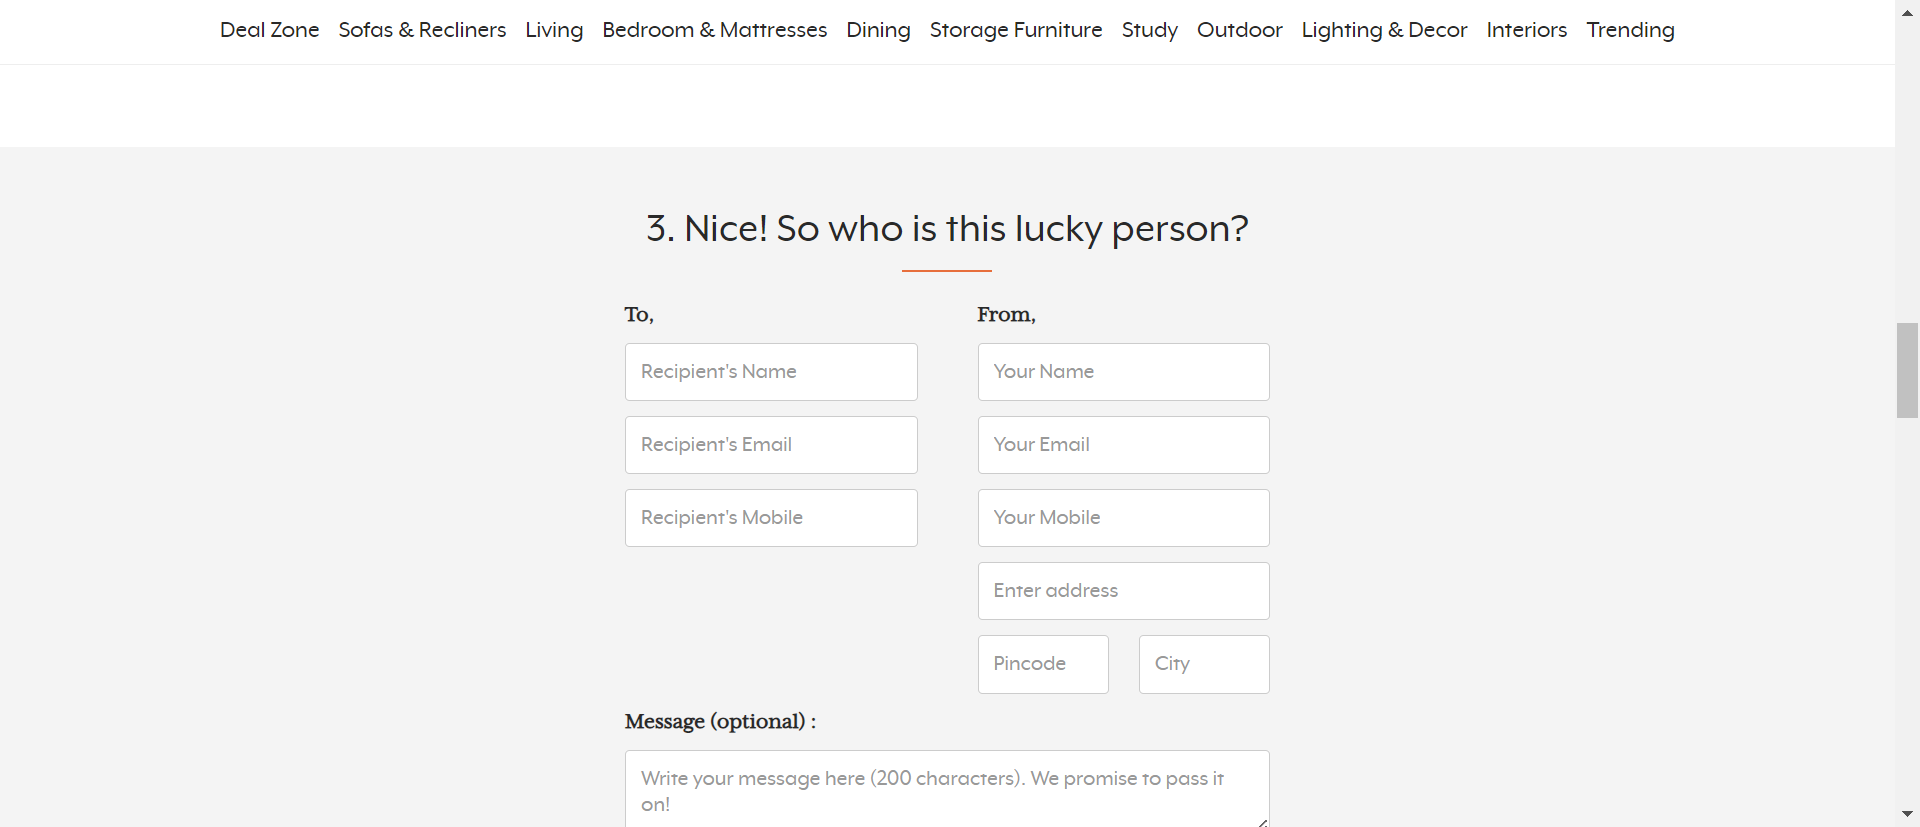 Deal Zone Sofas & Recliners Living Bedroom & Mattresses Dining Storage Furniture Study Outdoor Lighting & Decor Interiors Trending
3. Nice! So who is this lucky person?
To,
Recipient's Name
Recipient's Email
Recipient's Mobile
From,
Your Name
Your Email
Your Mobile
Enter address
Pincode City
Message (optional) :
Write your message here (200 characters). We promise to pass it
on!